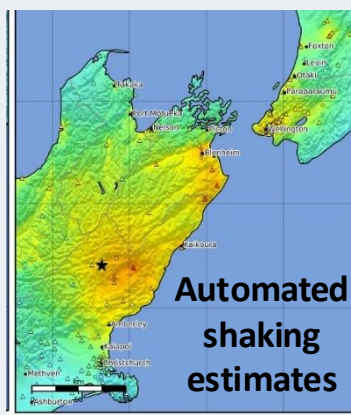 Foxton
Levin
Otaki
Takaka
Paraparaumu
Port Motueka
Nelson
Picton
Wellington
Blenheim
Kaikoura
Automated
shaking
estimates
Amberley
Kaiapoi
Christchurch
Methven
km
Ashburton